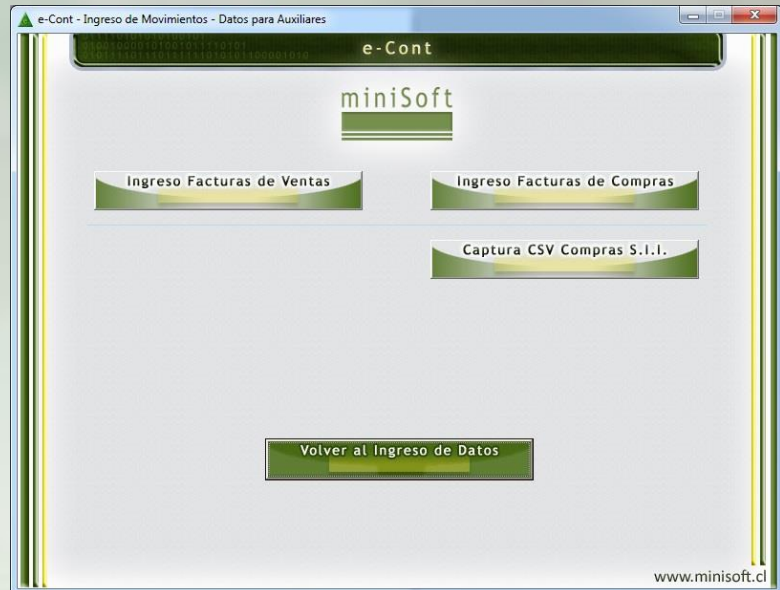 e-Cont - Ingreso de Movimientos - Datos para Auxiliares
e-Cont
miniSoft
Ingreso Facturas de Ventas
Ingreso Facturas de Compras
Captura CSV Compras S.I.I.
Volver al Ingreso de Datos
www.minisoft.cl